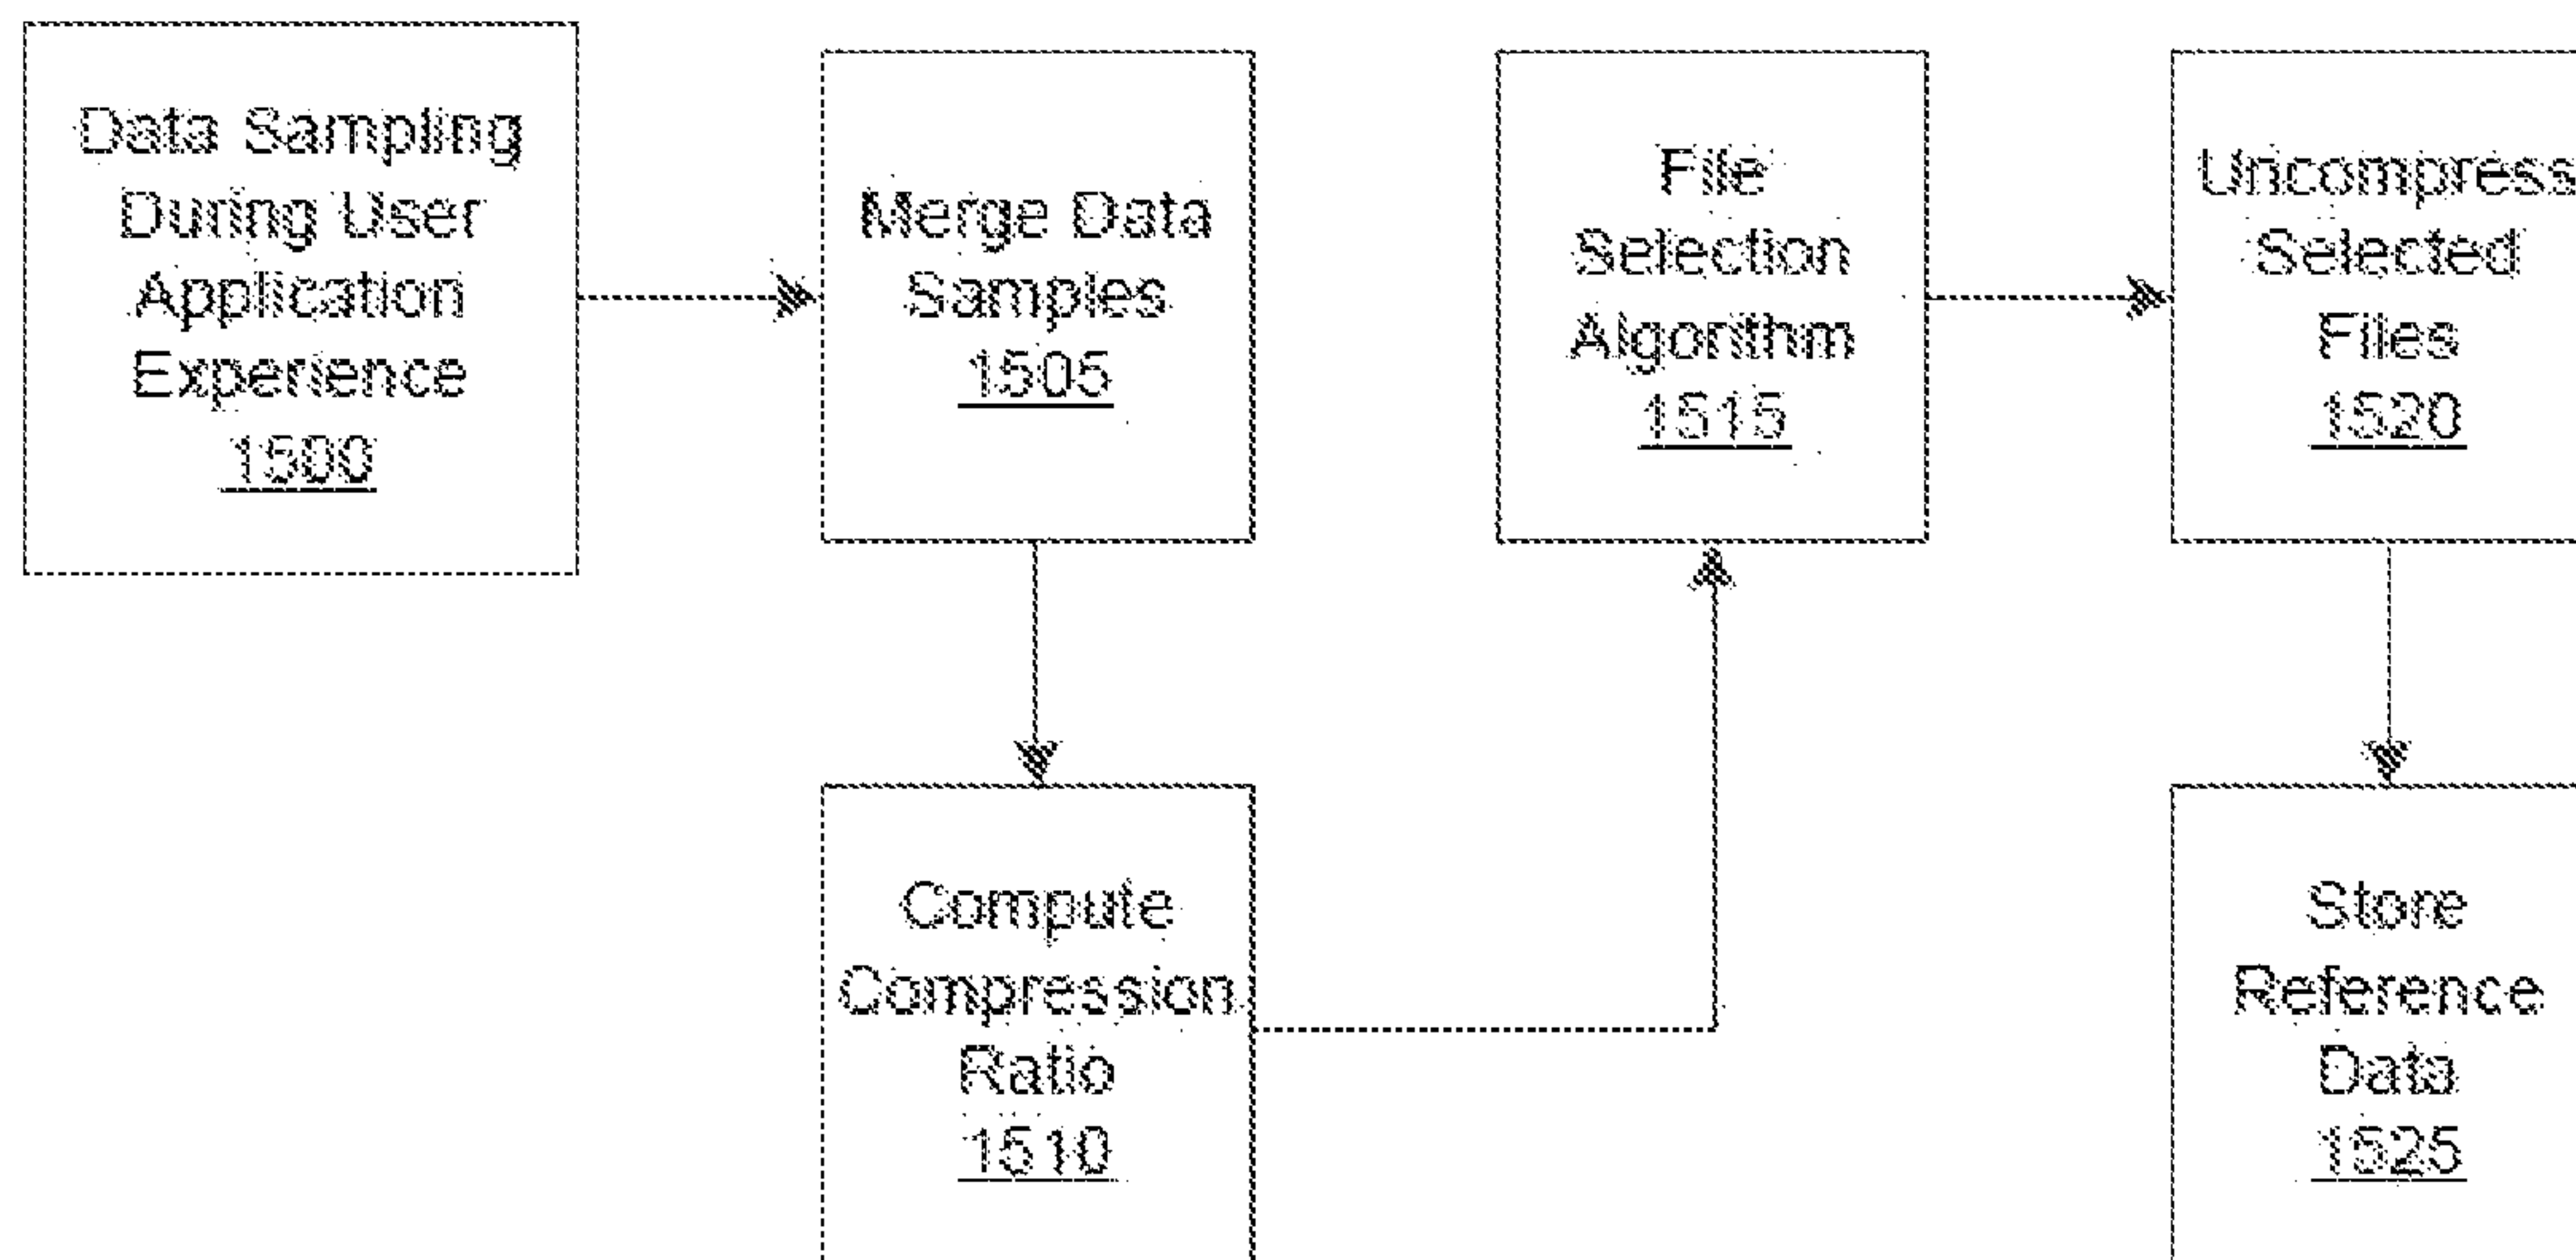 Data Sampling
During User
Application
Experience
1500
Merge Data
Samples
1505
Compute
Compression
Ratio
1510
File
Selection
Algorithm
1515
Uncompress
Selected
Files
1520
Store
Reference
Data
1525